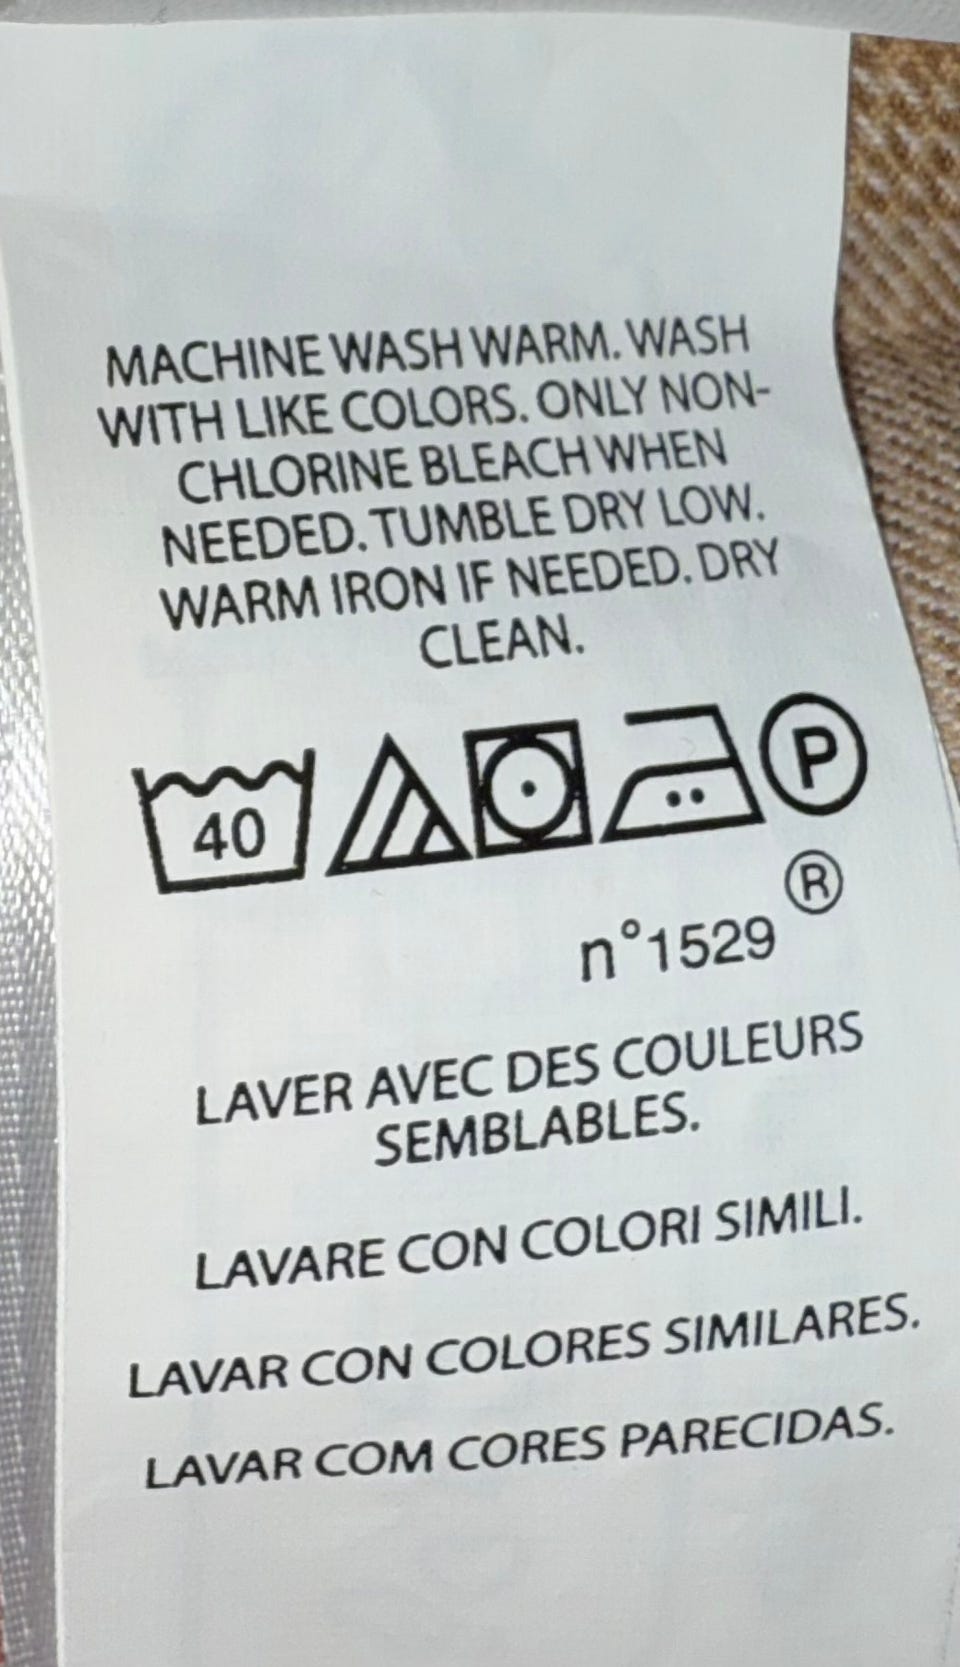 MACHINE WASH WARM. WASH
WITH LIKE COLORS. ONLY NON-
CHLORINE BLEACH WHEN
NEEDED. TUMBLE DRY LOW.
WARM IRON IF NEEDED. DRY
CLEAN.
40 P
®
n°1529
LAVER AVEC DES COULEURS
SEMBLABLES.
LAVARE CON COLORI SIMILI.
LAVAR CON COLORES SIMILARES.
LAVAR COM CORES PARECIDAS.